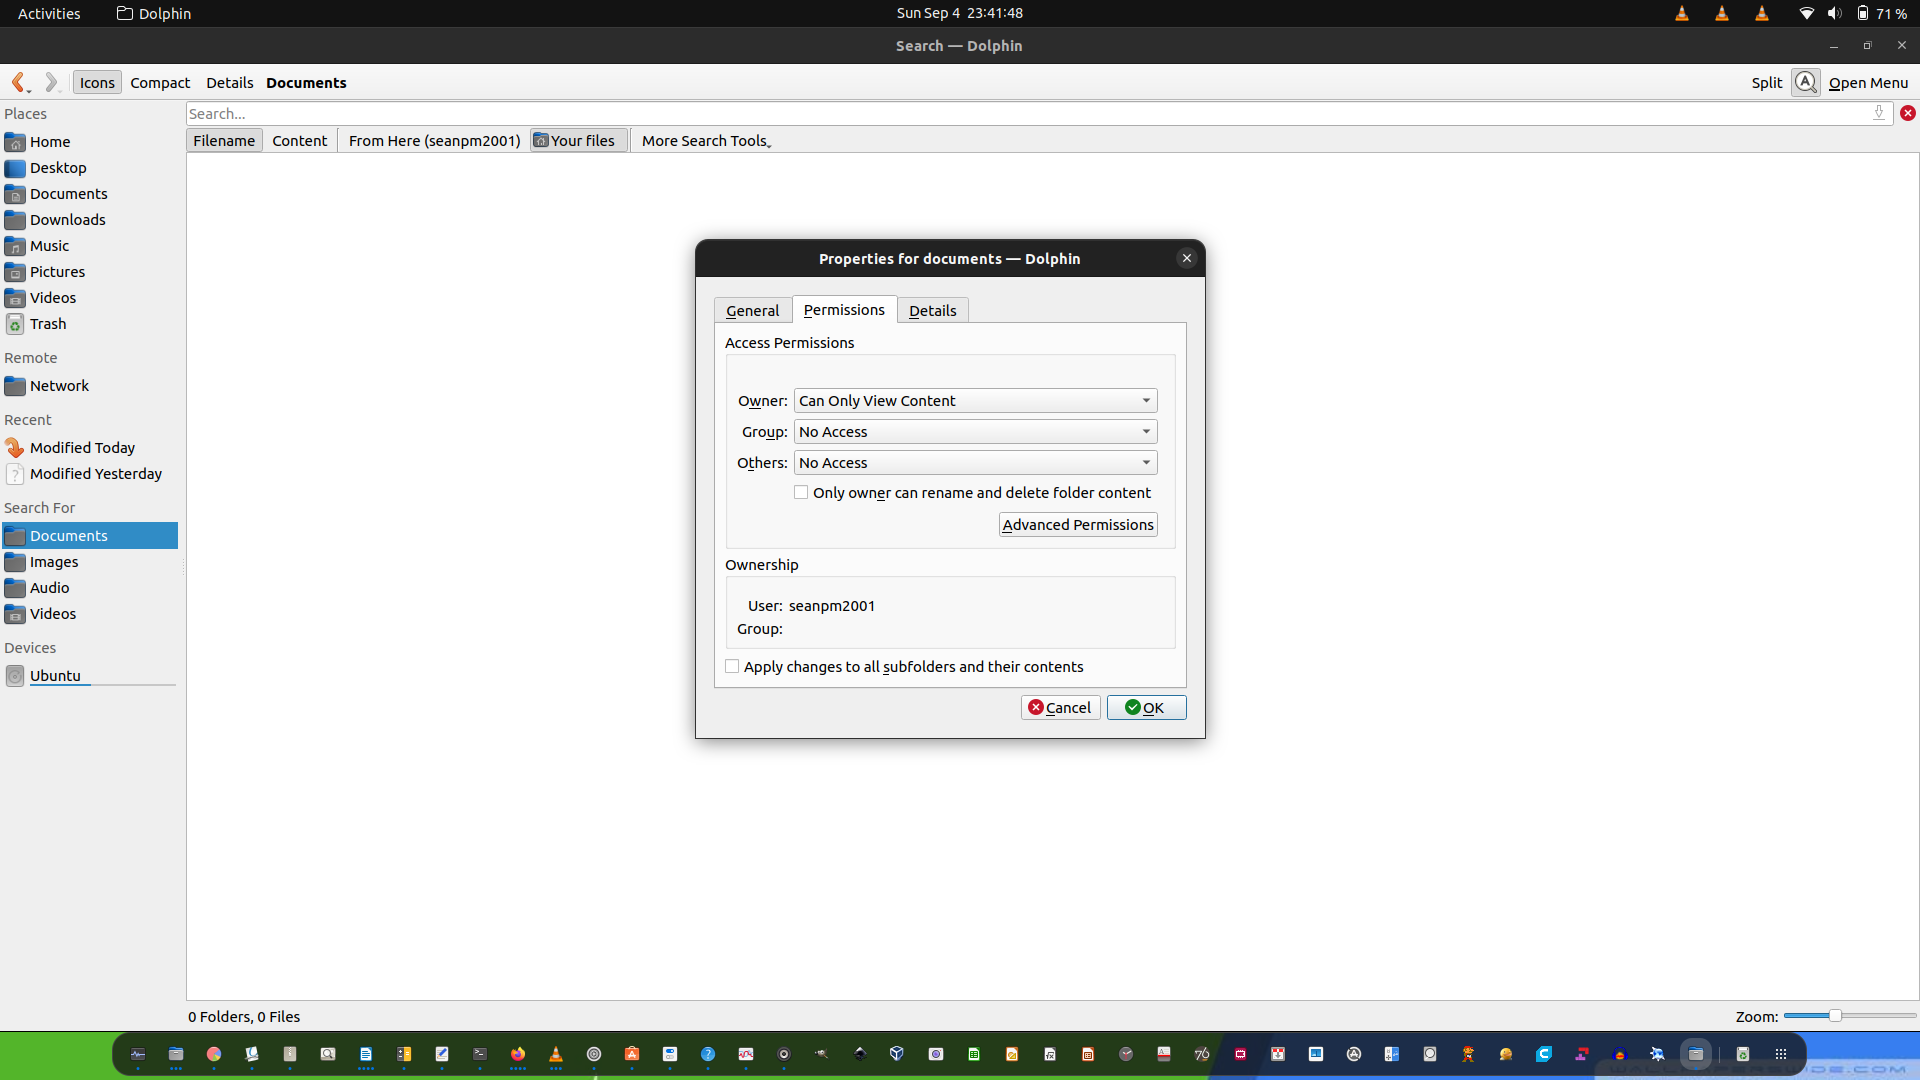 Activities
Dolphin
Sun Sep 4 23:41:48
71 %
Search — Dolphin
Icons
Compact
Details
Documents
Split
Open Menu
Places
Search...
Home
Filename
Content
From Here (seanpm2001)
Your files
More Search Tools
Desktop
Documents
Downloads
Music
Pictures
Videos
Trash
Remote
Network
Recent
Modified Today
Modified Yesterday
Search For
Documents
Images
Audio
Videos
Devices
Ubuntu
Properties for documents — Dolphin
General
Permissions
Details
Access Permissions
Owner: Can Only View Content
Group: No Access
Others: No Access
Only owner can rename and delete folder content
Advanced Permissions
Ownership
User: seanpm2001
Group:
Apply changes to all subfolders and their contents
Cancel
OK
0 Folders, 0 Files
Zoom:
76